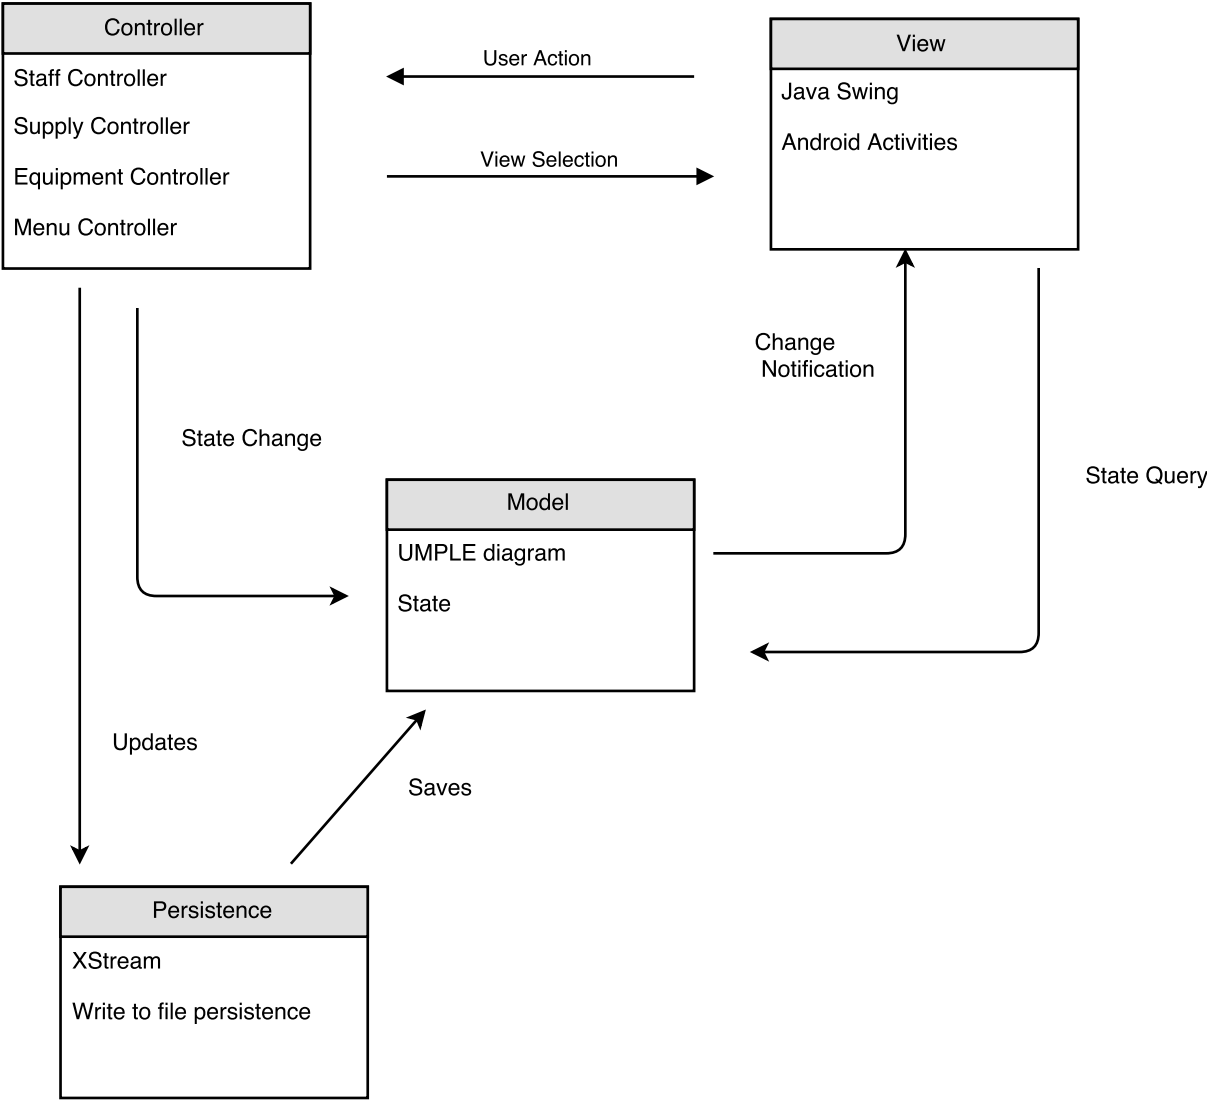 Controller
Staff Controller
Supply Controller
Equipment Controller
Menu Controller
User Action
View Selection
View
Java Swing
Android Activities
Change
Notification
State Change
State Query
Model
UMPLE diagram
State
Updates
Saves
Persistence
XStream
Write to file persistence